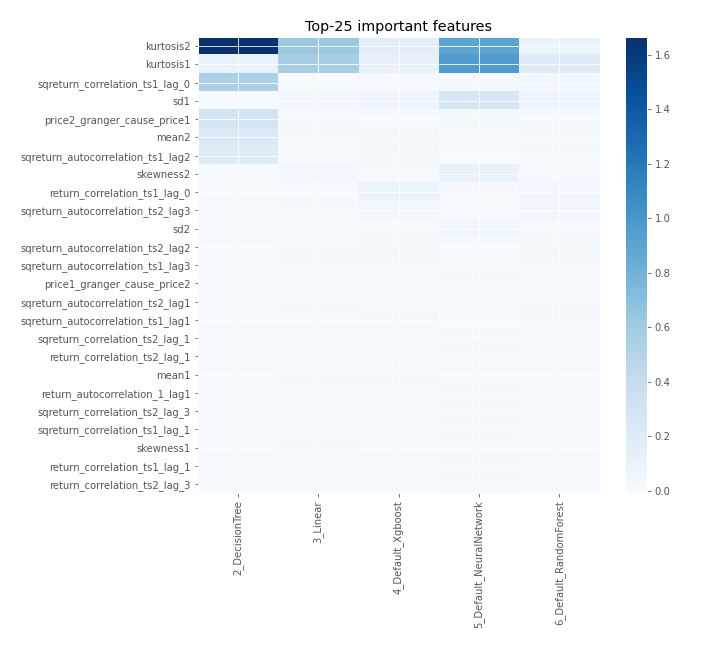 Top-25 important features
kurtosis2
kurtosis1
sqreturn_correlation_ts1_lag_0
sd1
price2_granger_cause_price1
mean2
sqreturn_autocorrelation_ts1_lag2
skewness2
return_correlation_ts1_lag_0
sqreturn_autocorrelation_ts2_lag3
sd2
sqreturn_autocorrelation_ts2_lag2
sqreturn_autocorrelation_ts1_lag3
price1_granger_cause_price2
sqreturn_autocorrelation_ts2_lag1
sqreturn_autocorrelation_ts1_lag1
sqreturn_correlation_ts2_lag_1
return_correlation_ts2_lag_1
mean1
return_autocorrelation_1_lag1
sqreturn_correlation_ts2_lag_3
sqreturn_correlation_ts1_lag_1
skewness1
return_correlation_ts1_lag_1
return_correlation_ts2_lag_3
2_DecisionTree
3_Linear
4_Default_Xgboost
5_Default_NeuralNetwork
6_Default_RandomForest
1.6
1.4
1.2
1.0
0.8
0.6
0.4
0.2
0.0